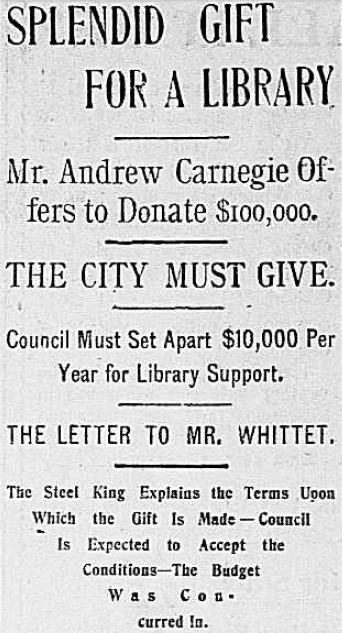 SPLENDID GIFT
FOR A LIBRARY
Mr. Andrew Carnegie Of-
fers to Donate $100,000.
THE CITY MUST GIVE.
Council Must Set Apart $10,000 Per
Year for Library Support.
THE LETTER TO MR. WHITTET.
The Steel King Explains the Terms Upon
Which the Gift Is Made—Council
Is Expected to Accept the
Conditions—The Budget
Was Con-
curred In.